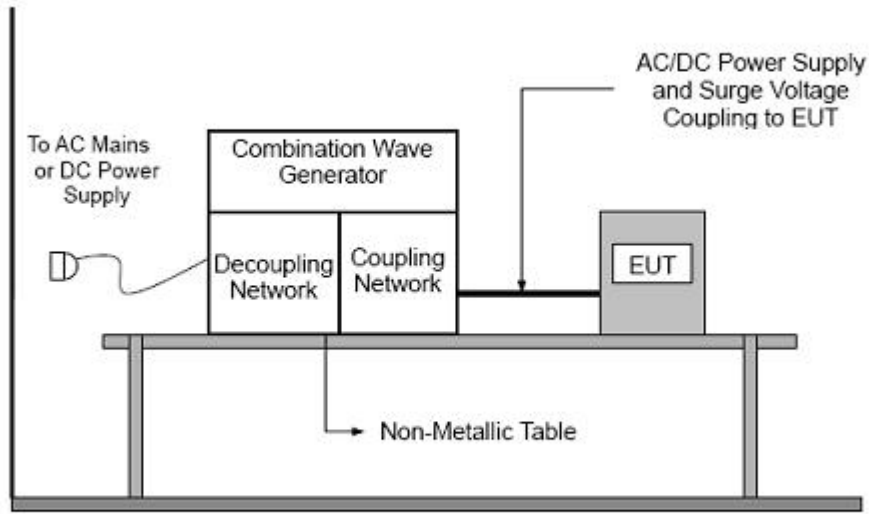 To AC Mains
or DC Power
Supply
Combination Wave
Generator
Decoupling
Network
Coupling
Network
AC/DC Power Supply
and Surge Voltage
Coupling to EUT
EUT
Non-Metallic Table